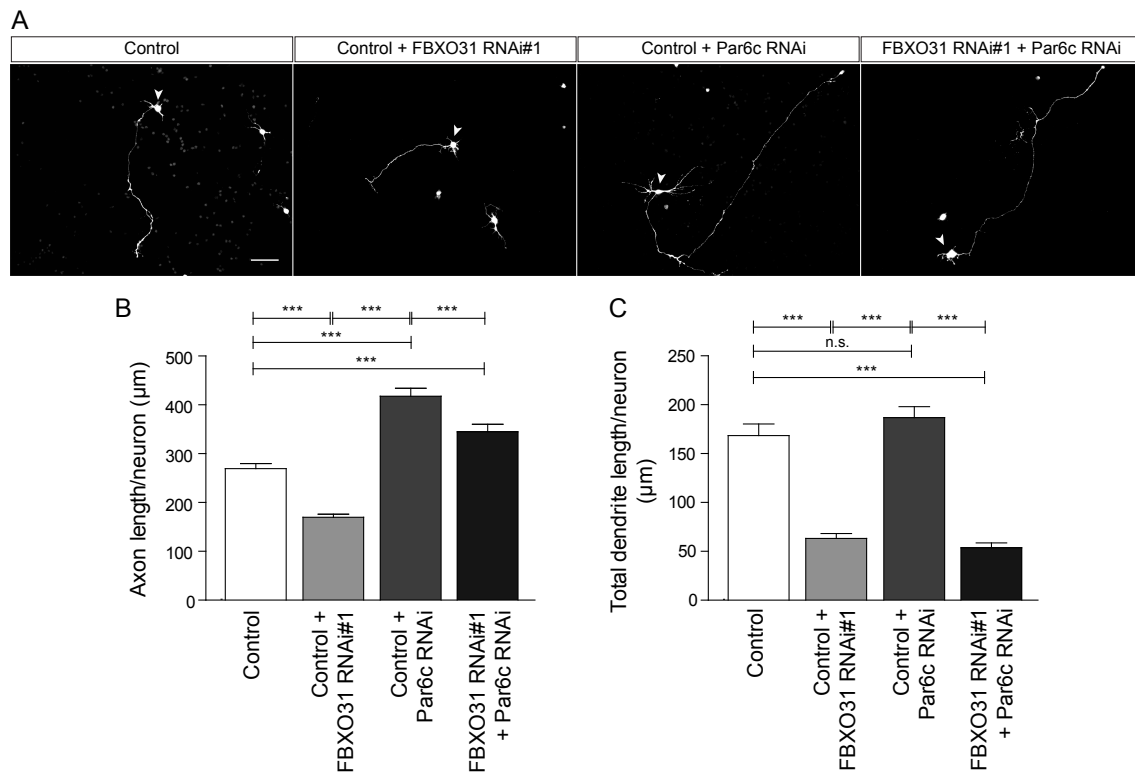 A
Control
Control + FBXO31 RNAi#1
Control + Par6c RNAi
FBXO31 RNAi#1 + Par6c RNAi
B
***
***
***
***
***
Axon length/neuron (μm)
500
400
300
200
100
0
Control
Control +
FBXO31 RNAi#1
Control +
Par6c RNAi
FBXO31 RNAi#1
+ Par6c RNAi
C
***
***
***
n.s.
***
Total dendrite length/neuron
(μm)
250
200
150
100
50
0
Control
Control +
FBXO31 RNAi#1
Control +
Par6c RNAi
FBXO31 RNAi#1
+ Par6c RNAi